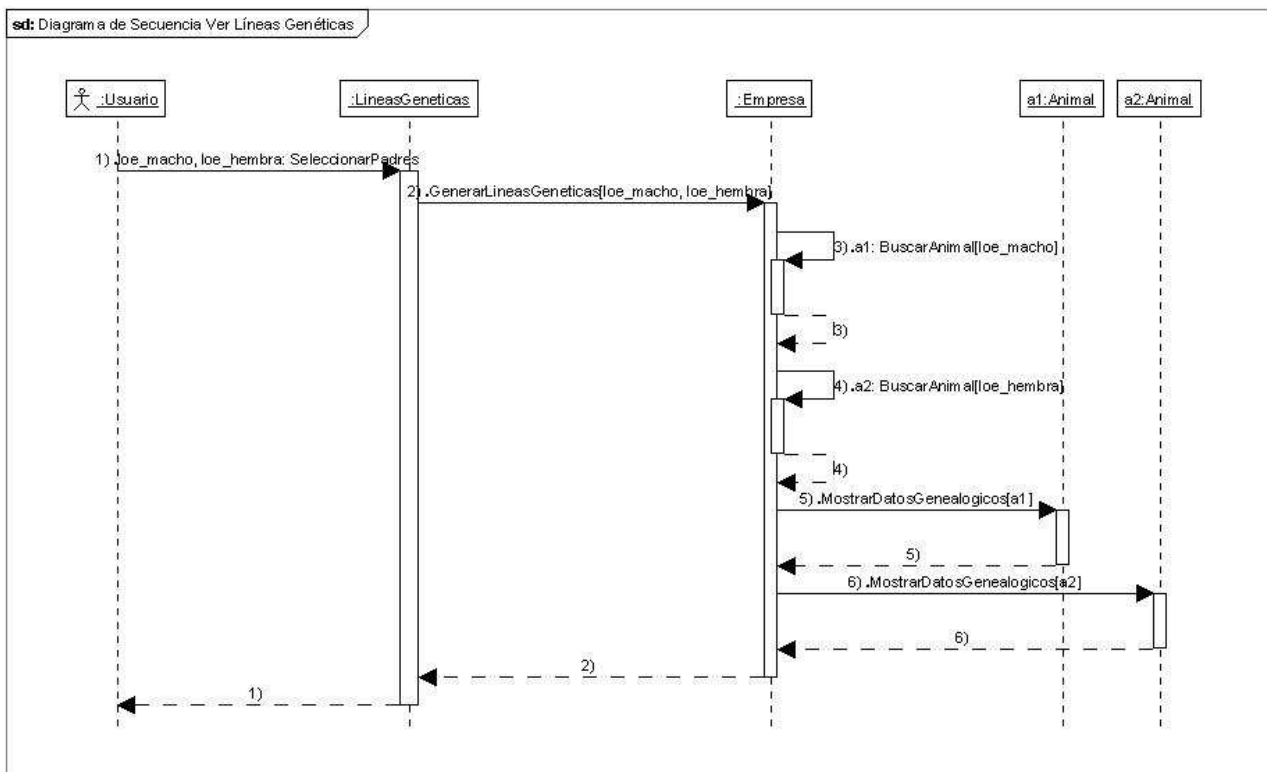 sd: Diagrama de Secuencia Ver Líneas Genéticas
:Usuario
:LineasGeneticas
:Empresa
a1:Animal
a2:Animal
1) .loe_macho, loe_hembra: SeleccionarPadres
2) .GenerarLineasGeneticas[loe_macho, loe_hembra]
3) .a1: BuscarAnimal[loe_macho]
3)
4) .a2: BuscarAnimal[loe_hembra]
4)
5) .MostrarDatosGenealogicos[a1]
5)
6) .MostrarDatosGenealogicos[a2]
6)
2)
1)